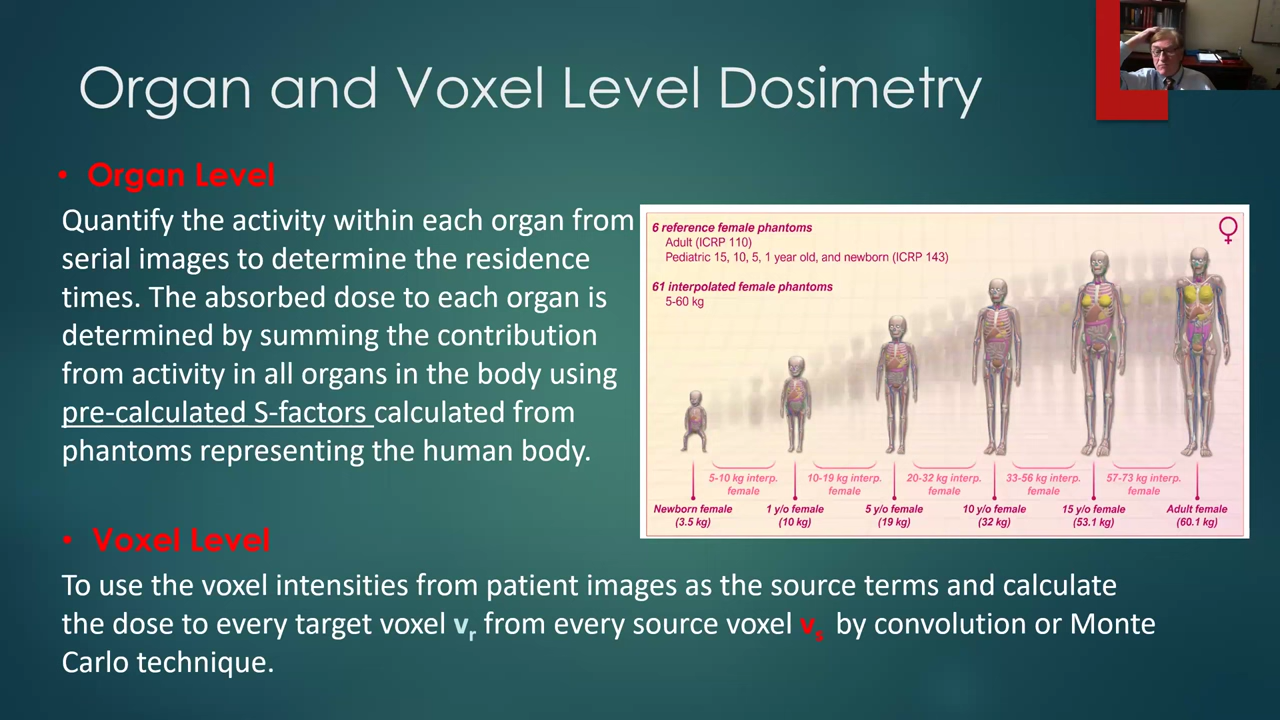 Organ and Voxel Level Dosimetry
• Organ Level
Quantify the activity within each organ from
serial images to determine the residence
times. The absorbed dose to each organ is
determined by summing the contribution
from activity in all organs in the body using
pre-calculated S-factors calculated from
phantoms representing the human body.
6 reference female phantoms
Adult (ICRP 110)
Pediatric 15, 10, 5, 1 year old, and newborn (ICRP 143)
61 interpolated female phantoms
5-60 kg
♀
5-10 kg interp. 10-19 kg interp. 20-32 kg interp. 33-56 kg interp. 57-73 kg interp.
female female female female female
Newborn female 1 y/o female 5 y/o female 10 y/o female 15 y/o female Adult female
(3.5 kg) (10 kg) (19 kg) (32 kg) (53.1 kg) (60.1 kg)
• Voxel Level
To use the voxel intensities from patient images as the source terms and calculate
the dose to every target voxel vr from every source voxel vs by convolution or Monte
Carlo technique.